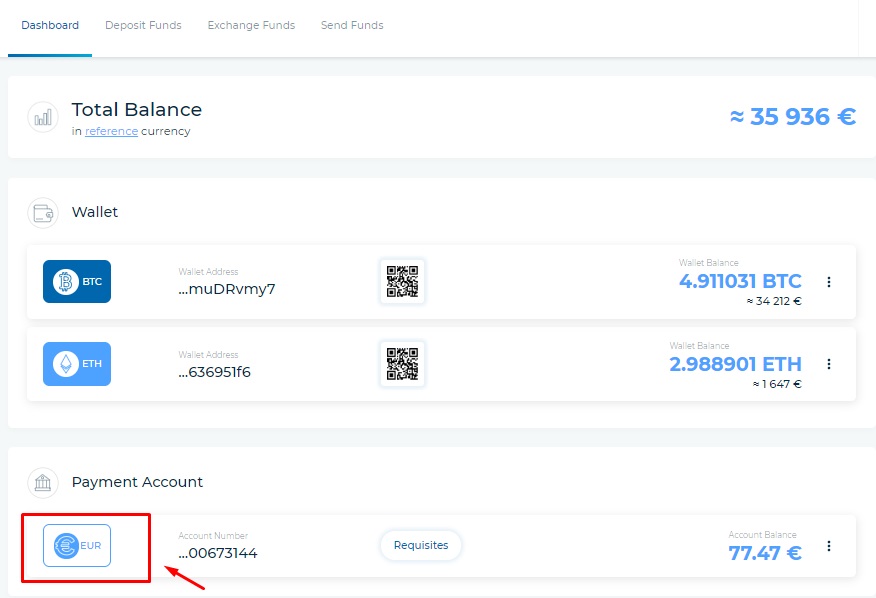 Dashboard Deposit Funds Exchange Funds Send Funds
Total Balance
in reference currency
≈ 35 936 €
Wallet
BTC
Wallet Address
...muDRvmy7
Wallet Balance
4.911031 BTC
≈ 34 212 €
ETH
Wallet Address
...636951f6
Wallet Balance
2.988901 ETH
≈ 1 647 €
Payment Account
EUR
Account Number
...00673144
Requisites
Account Balance
77.47 €